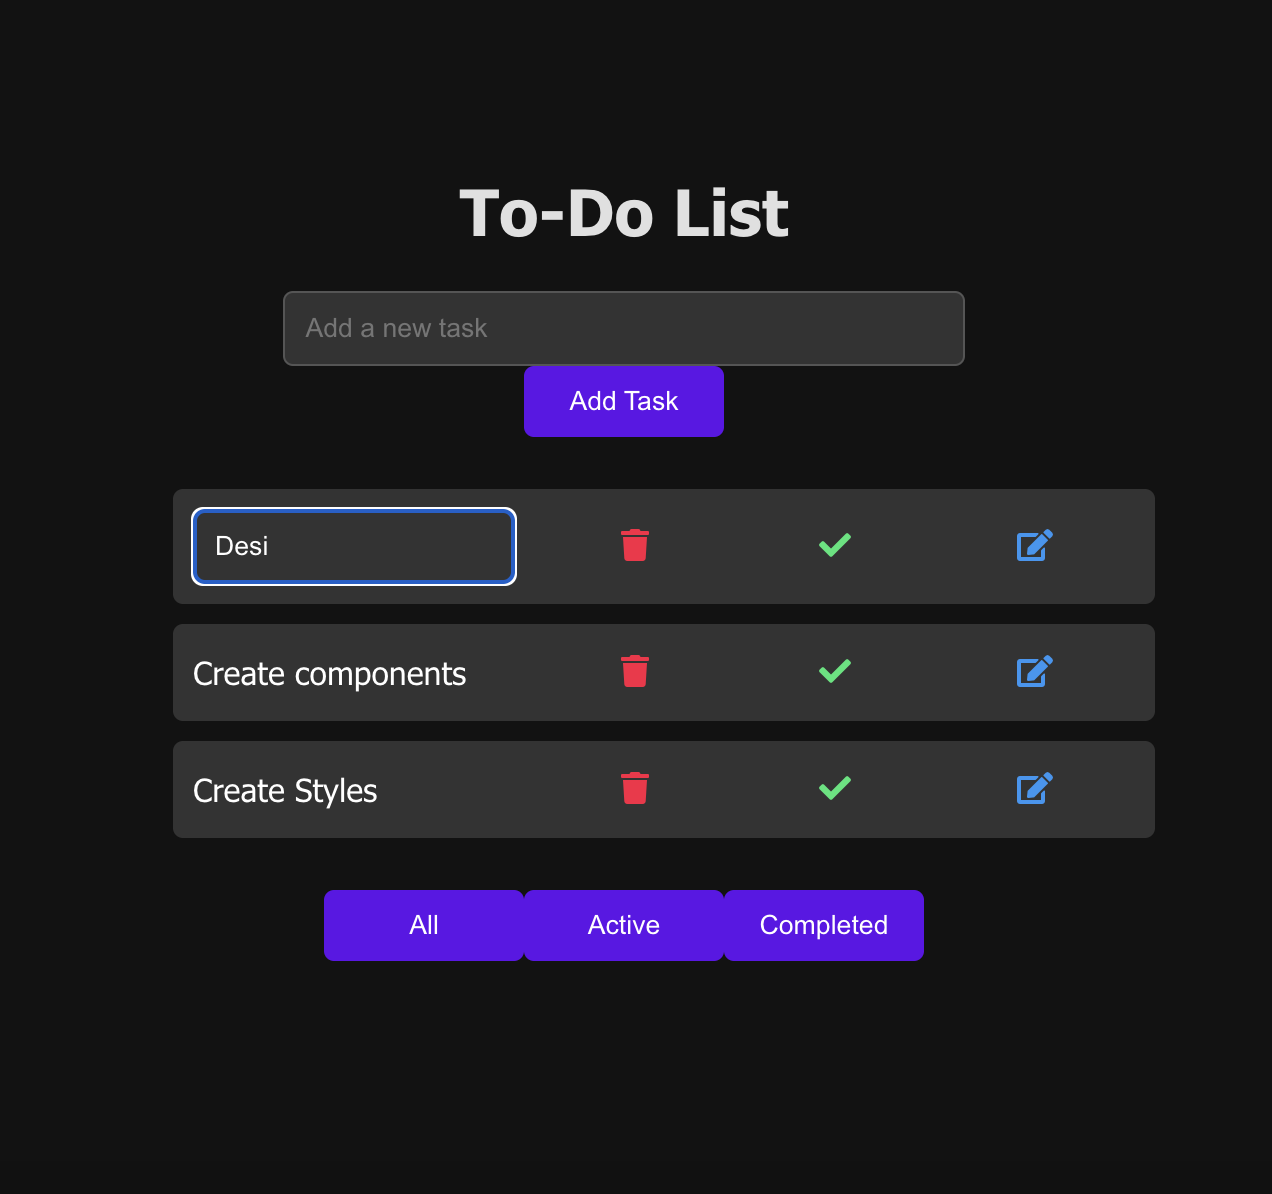 To-Do List
Add a new task
Add Task
Desi
Create components
Create Styles
All Active Completed